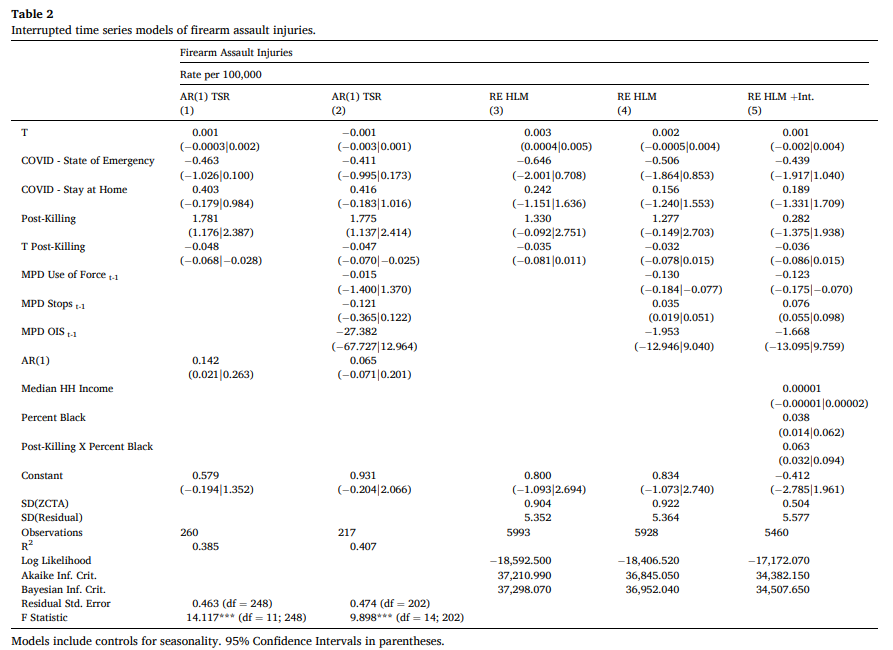 Table 2
Interrupted time series models of firearm assault injuries.
Firearm Assault Injuries
Rate per 100,000
AR(1) TSR AR(1) TSR RE HLM RE HLM RE HLM +Int.
(1) (2) (3) (4) (5)
T 0.001 −0.001 0.003 0.002 0.001
(−0.0003|0.002) (−0.003|0.001) (0.0004|0.005) (−0.0005|0.004) (−0.002|0.004)
COVID - State of Emergency −0.463 −0.411 −0.646 −0.506 −0.439
(−1.026|0.100) (−0.995|0.173) (−2.001|0.708) (−1.864|0.853) (−1.917|1.040)
COVID - Stay at Home 0.403 0.416 0.242 0.156 0.189
(−0.179|0.984) (−0.183|1.016) (−1.151|1.636) (−1.240|1.553) (−1.331|1.709)
Post-Killing 1.781 1.775 1.330 1.277 0.282
(1.176|2.387) (1.137|2.414) (−0.092|2.751) (−0.149|2.703) (−1.375|1.938)
T Post-Killing −0.048 −0.047 −0.035 −0.032 −0.036
(−0.068|−0.028) (−0.070|−0.025) (−0.081|0.011) (−0.078|0.015) (−0.086|0.015)
MPD Use of Force t-1 −0.015 −0.130 −0.123
(−1.400|1.370) (−0.184|−0.077) (−0.175|−0.070)
MPD Stops t-1 −0.121 0.035 0.076
(−0.365|0.122) (0.019|0.051) (0.055|0.098)
MPD OIS t-1 −27.382 −1.953 −1.668
(−67.727|12.964) (−12.946|9.040) (−13.095|9.759)
AR(1) 0.142 0.065
(0.021|0.263) (−0.071|0.201)
Median HH Income 0.00001
(−0.00001|0.00002)
Percent Black 0.038
(0.014|0.062)
Post-Killing X Percent Black 0.063
(0.032|0.094)
Constant 0.579 0.931 0.800 0.834 −0.412
(−0.194|1.352) (−0.204|2.066) (−1.093|2.694) (−1.073|2.740) (−2.785|1.961)
SD(ZCTA) 0.904 0.922 0.504
SD(Residual) 5.352 5.364 5.577
Observations 260 217 5993 5928 5460
R2 0.385 0.407
Log Likelihood −18,592.500 −18,406.520 −17,172.070
Akaike Inf. Crit. 37,210.990 36,845.050 34,382.150
Bayesian Inf. Crit. 37,298.070 36,952.040 34,507.650
Residual Std. Error 0.463 (df = 248) 0.474 (df = 202)
F Statistic 14.117*** (df = 11; 248) 9.898*** (df = 14; 202)
Models include controls for seasonality. 95% Confidence Intervals in parentheses.